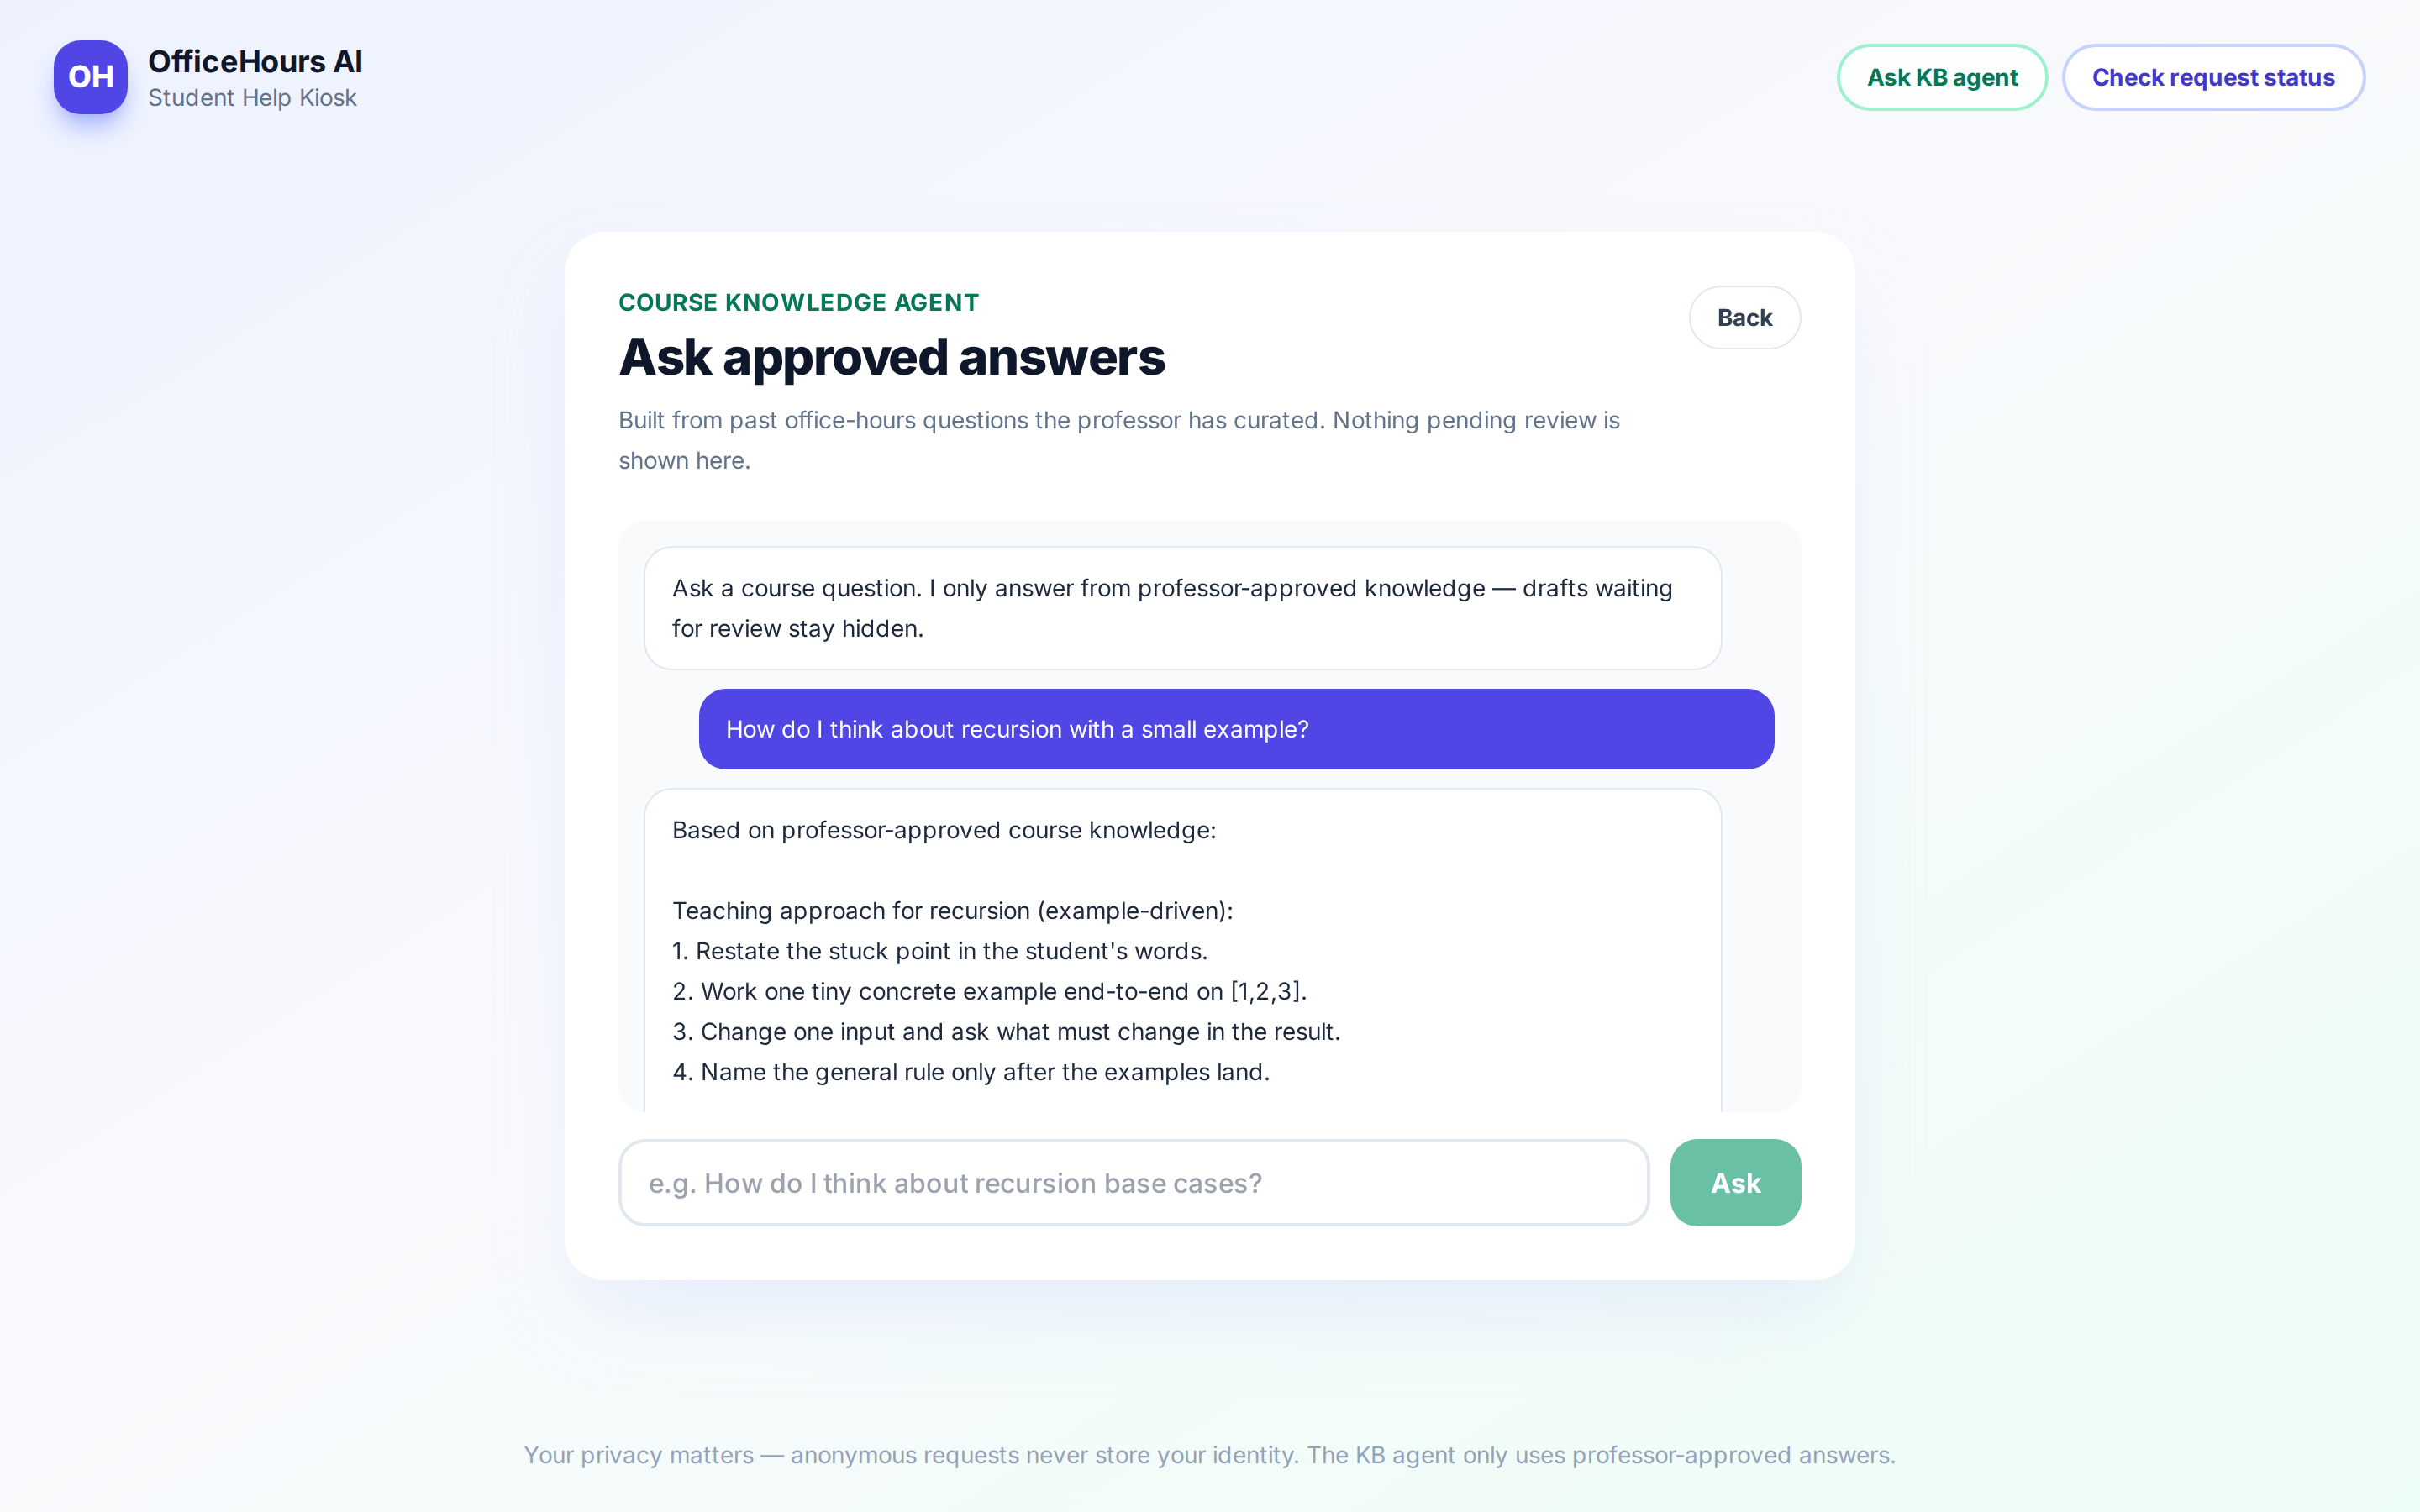 OH
OfficeHours AI
Student Help Kiosk
Ask KB agent
Check request status
COURSE KNOWLEDGE AGENT
Ask approved answers
Back
Built from past office-hours questions the professor has curated. Nothing pending review is
shown here.
Ask a course question. I only answer from professor-approved knowledge — drafts waiting
for review stay hidden.
How do I think about recursion with a small example?
Based on professor-approved course knowledge:
Teaching approach for recursion (example-driven):
1. Restate the stuck point in the student's words.
2. Work one tiny concrete example end-to-end on [1,2,3].
3. Change one input and ask what must change in the result.
4. Name the general rule only after the examples land.
e.g. How do I think about recursion base cases?
Ask
Your privacy matters — anonymous requests never store your identity. The KB agent only uses professor-approved answers.